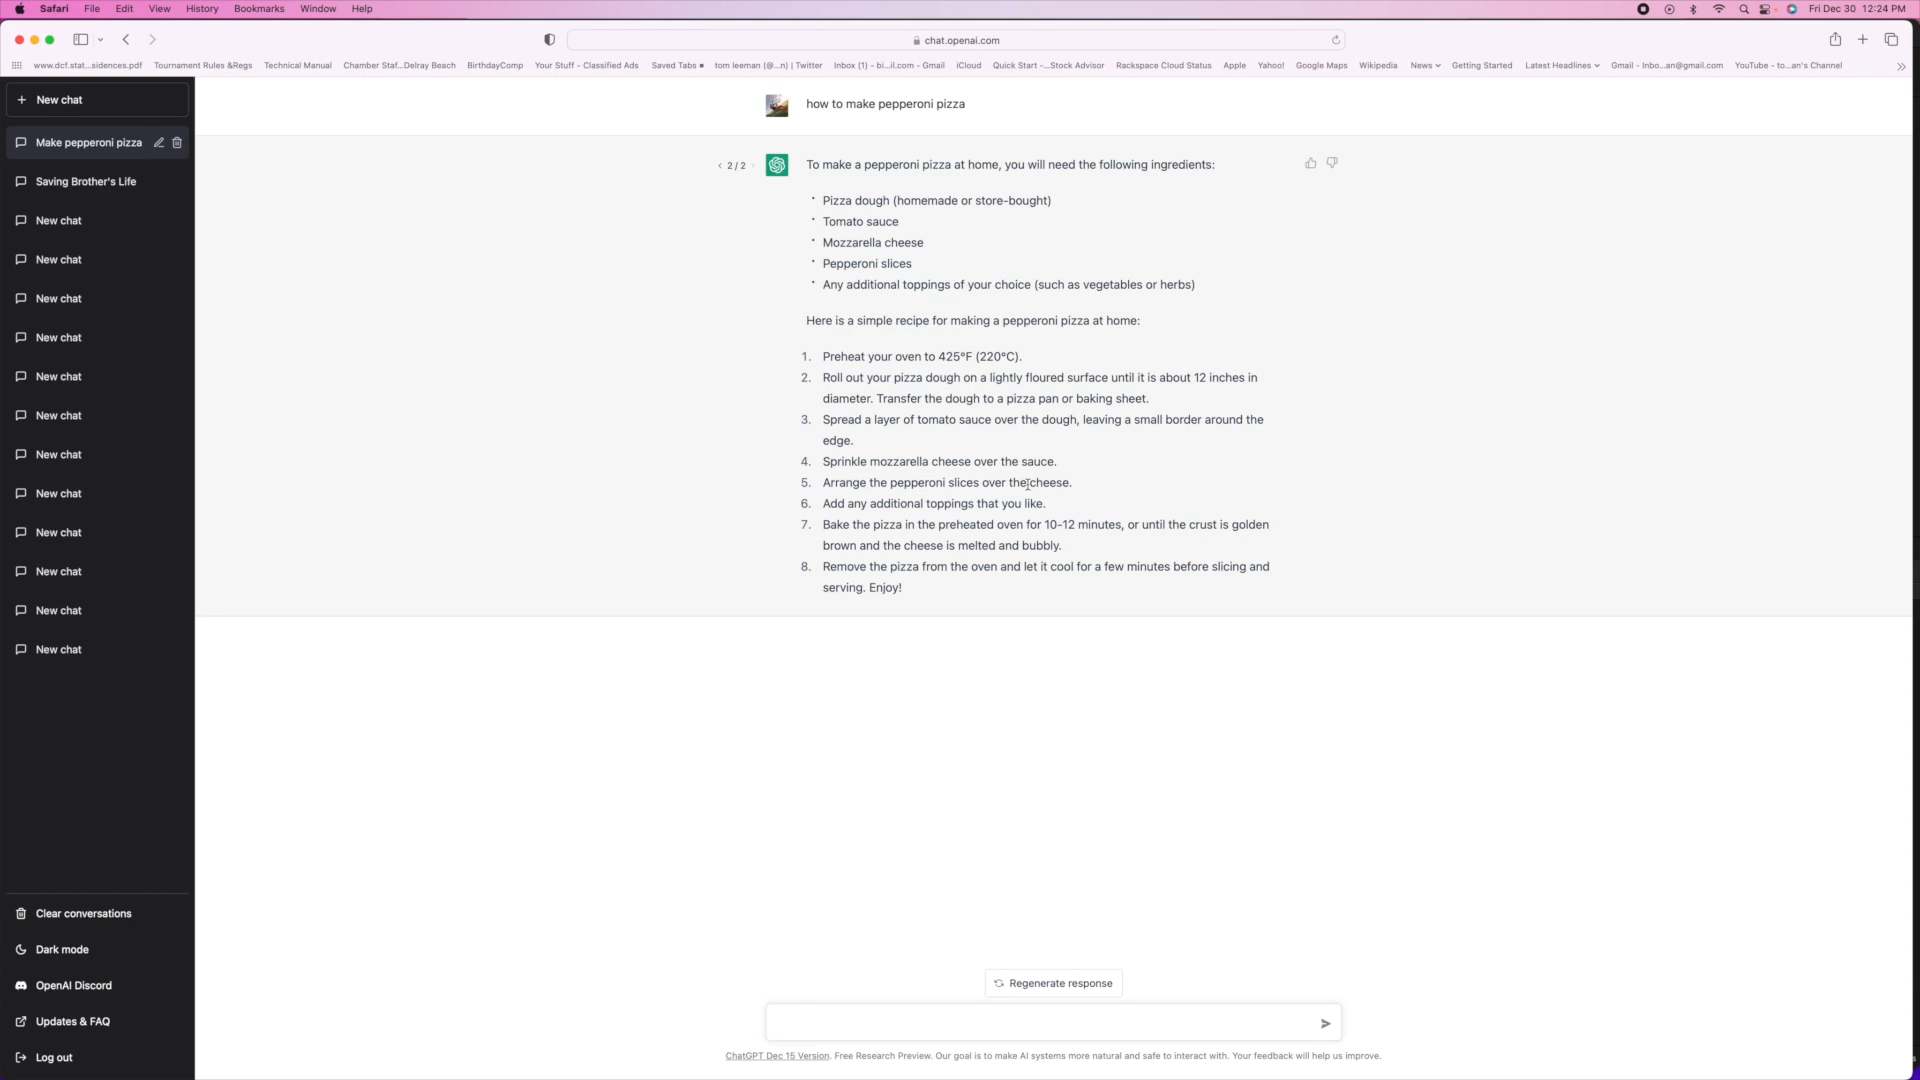 Safari File Edit View History Bookmarks Window Help Fri Dec 30 12:24 PM
chat.openai.com
www.dcf.stat...sidences.pdf Tournament Rules &Regs Technical Manual Chamber Staf...Delray Beach BirthdayComp Your Stuff - Classified Ads Saved Tabs tom leeman (@...n) | Twitter Inbox (1) - bi...il.com - Gmail iCloud Quick Start -...Stock Advisor Rackspace Cloud Status Apple Yahoo! Google Maps Wikipedia News Getting Started Latest Headlines Gmail - Inbo...an@gmail.com YouTube - to...an's Channel
+ New chat
Make pepperoni pizza
Saving Brother's Life
New chat
New chat
New chat
New chat
New chat
New chat
New chat
New chat
New chat
New chat
New chat
New chat
Clear conversations
Dark mode
OpenAI Discord
Updates & FAQ
Log out
how to make pepperoni pizza
< 2 / 2 >
To make a pepperoni pizza at home, you will need the following ingredients:
• Pizza dough (homemade or store-bought)
• Tomato sauce
• Mozzarella cheese
• Pepperoni slices
• Any additional toppings of your choice (such as vegetables or herbs)
Here is a simple recipe for making a pepperoni pizza at home:
1. Preheat your oven to 425°F (220°C).
2. Roll out your pizza dough on a lightly floured surface until it is about 12 inches in
diameter. Transfer the dough to a pizza pan or baking sheet.
3. Spread a layer of tomato sauce over the dough, leaving a small border around the
edge.
4. Sprinkle mozzarella cheese over the sauce.
5. Arrange the pepperoni slices over the cheese.
6. Add any additional toppings that you like.
7. Bake the pizza in the preheated oven for 10-12 minutes, or until the crust is golden
brown and the cheese is melted and bubbly.
8. Remove the pizza from the oven and let it cool for a few minutes before slicing and
serving. Enjoy!
Regenerate response
ChatGPT Dec 15 Version. Free Research Preview. Our goal is to make AI systems more natural and safe to interact with. Your feedback will help us improve.